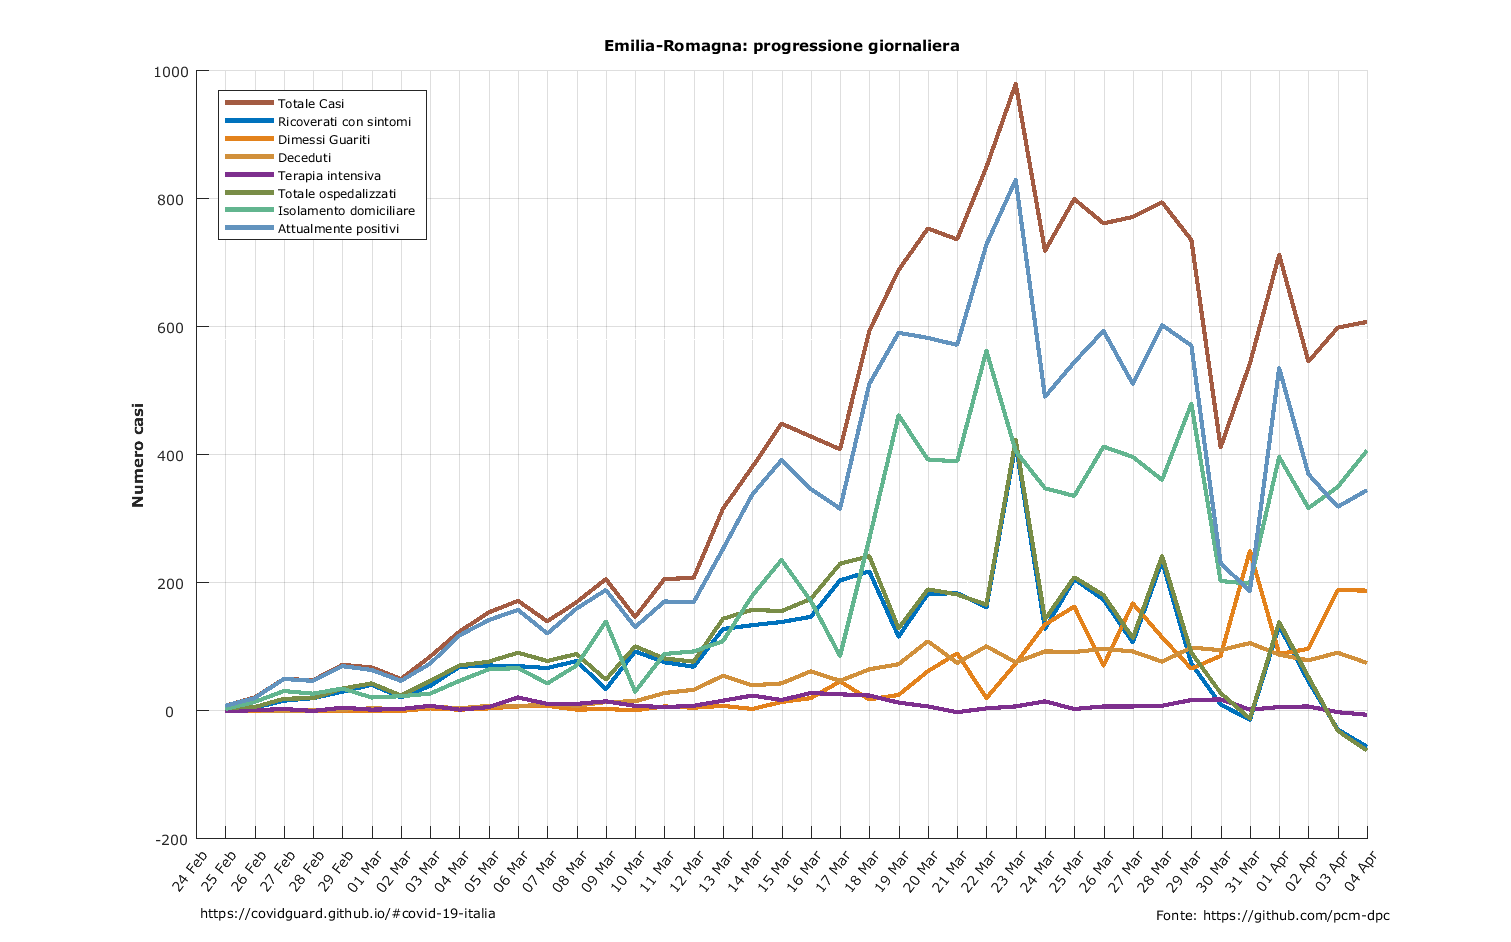 Emilia-Romagna: progressione giornaliera
1000
800
600
400
200
0
-200
Numero casi
Totale Casi
Ricoverati con sintomi
Dimessi Guariti
Deceduti
Terapia intensiva
Totale ospedalizzati
Isolamento domiciliare
Attualmente positivi
24 Feb
25 Feb
26 Feb
27 Feb
28 Feb
29 Feb
01 Mar
02 Mar
03 Mar
04 Mar
05 Mar
06 Mar
07 Mar
08 Mar
09 Mar
10 Mar
11 Mar
12 Mar
13 Mar
14 Mar
15 Mar
16 Mar
17 Mar
18 Mar
19 Mar
20 Mar
21 Mar
22 Mar
23 Mar
24 Mar
25 Mar
26 Mar
27 Mar
28 Mar
29 Mar
30 Mar
31 Mar
01 Apr
02 Apr
03 Apr
04 Apr
https://covidguard.github.io/#covid-19-italia
Fonte: https://github.com/pcm-dpc